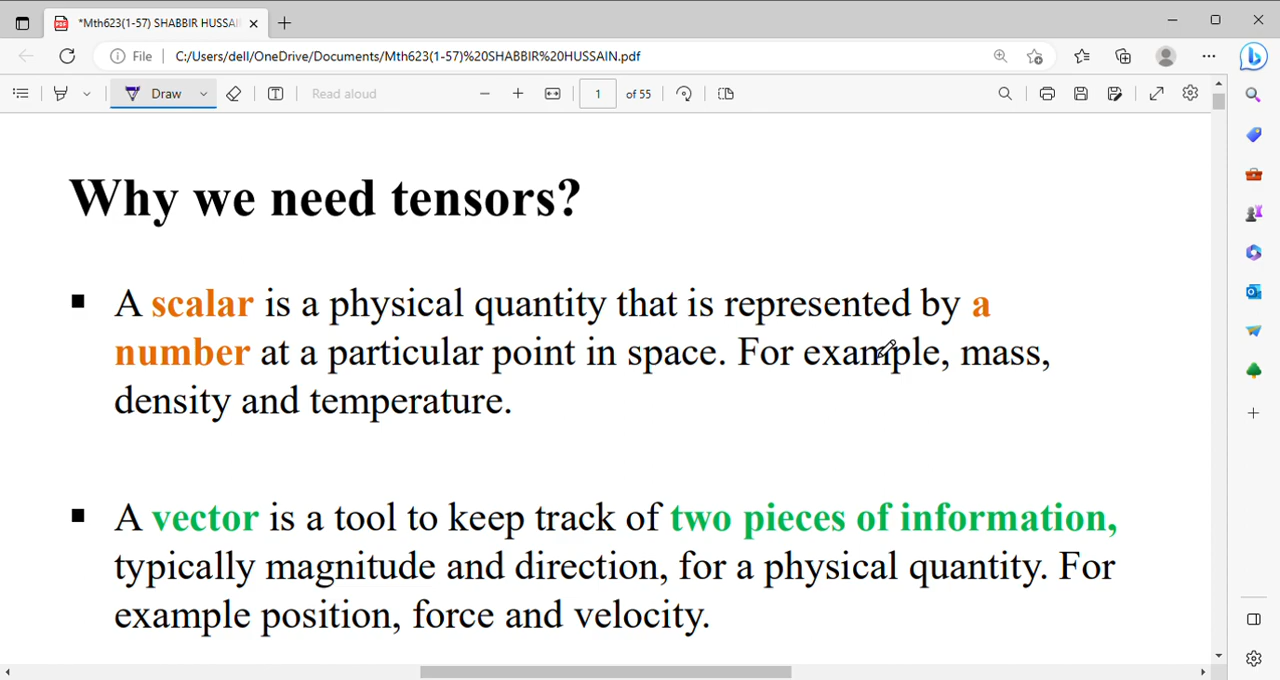 *Mth623(1-57) SHABBIR HUSSAI
File
C:/Users/dell/OneDrive/Documents/Mth623(1-57)%20SHABBIR%20HUSSAIN.pdf
Draw
Read aloud
1
of 55
Why we need tensors?
▪ A scalar is a physical quantity that is represented by a
number at a particular point in space. For example, mass,
density and temperature.
▪ A vector is a tool to keep track of two pieces of information,
typically magnitude and direction, for a physical quantity. For
example position, force and velocity.